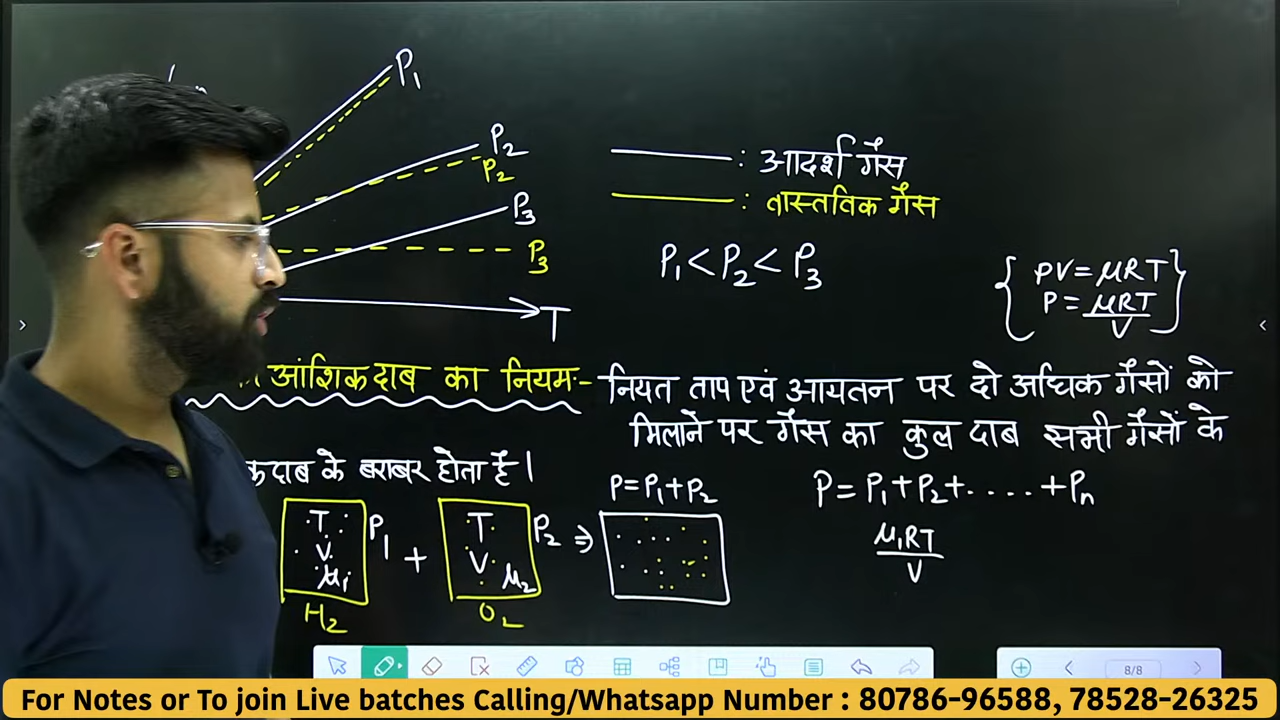 P₁
P₂
P₂
P₃
P₃
T
——— : आदर्श गैस
——— : वास्तविक गैस
P₁ < P₂ < P₃
{ PV = μRT }
P = μRT/V
आंशिक दाब का नियम:- नियत ताप एवं आयतन पर दो अधिक गैसों को
मिलाने पर गैस का कुल दाब सभी गैसों के
दाब के बराबर होता है।
T V μ₁ P₁ + T V μ₂ P₂ ⇒
H₂ O₂
P = P₁ + P₂
P = P₁ + P₂ + . . . . + Pn
μ₁RT/V
8/8
For Notes or To join Live batches Calling/Whatsapp Number : 80786-96588, 78528-26325